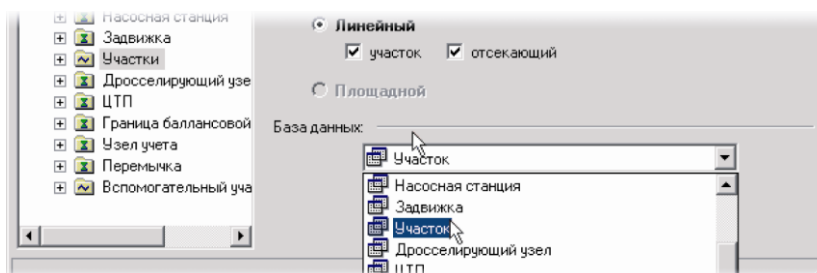 Насосная станция
Задвижка
Участки
Дросселирующий узе
ЦТП
Граница баллансовой
Узел учета
Перемычка
Вспомогательный уча
Линейный
участок отсекающий
Площадной
База данных:
Участок
Насосная станция
Задвижка
Участок
Дросселирующий узел
ЦТП